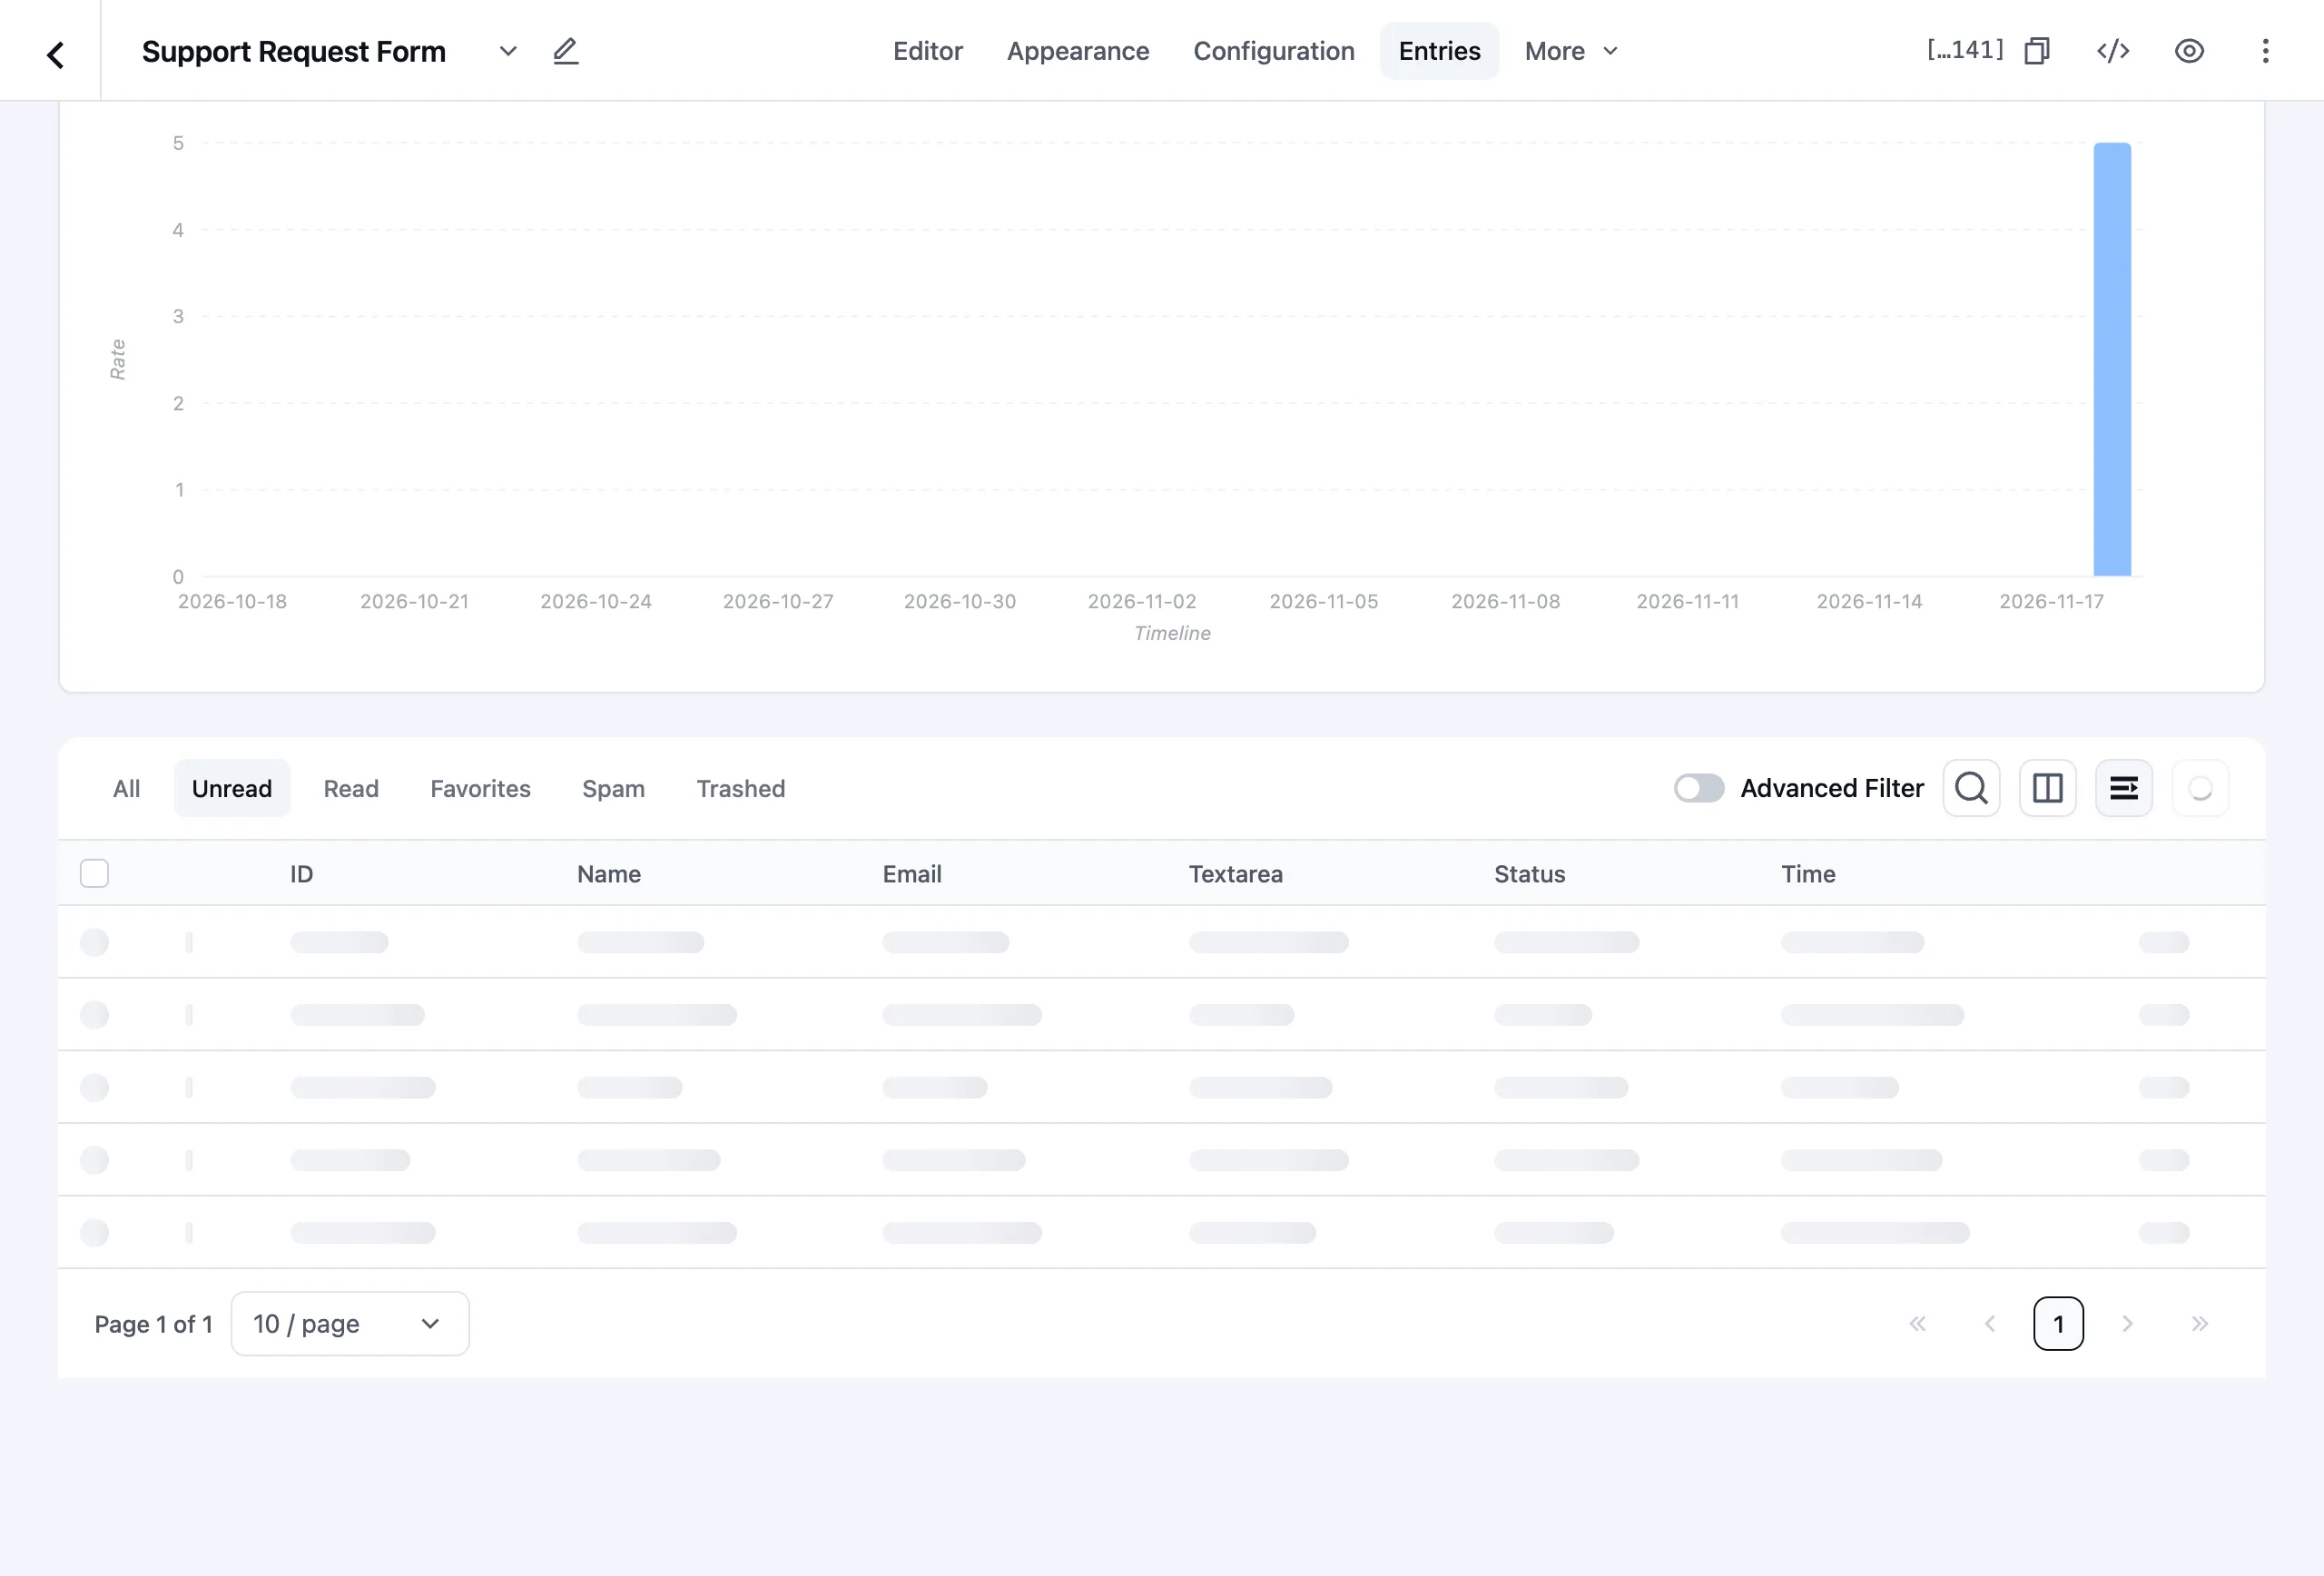 Support Request Form
Editor Appearance Configuration Entries More
[…141]
5
4
3
2
1
0
Rate
2026-10-18 2026-10-21 2026-10-24 2026-10-27 2026-10-30 2026-11-02 2026-11-05 2026-11-08 2026-11-11 2026-11-14 2026-11-17
Timeline
All Unread Read Favorites Spam Trashed Advanced Filter
ID Name Email Textarea Status Time
Page 1 of 1 10 / page 1